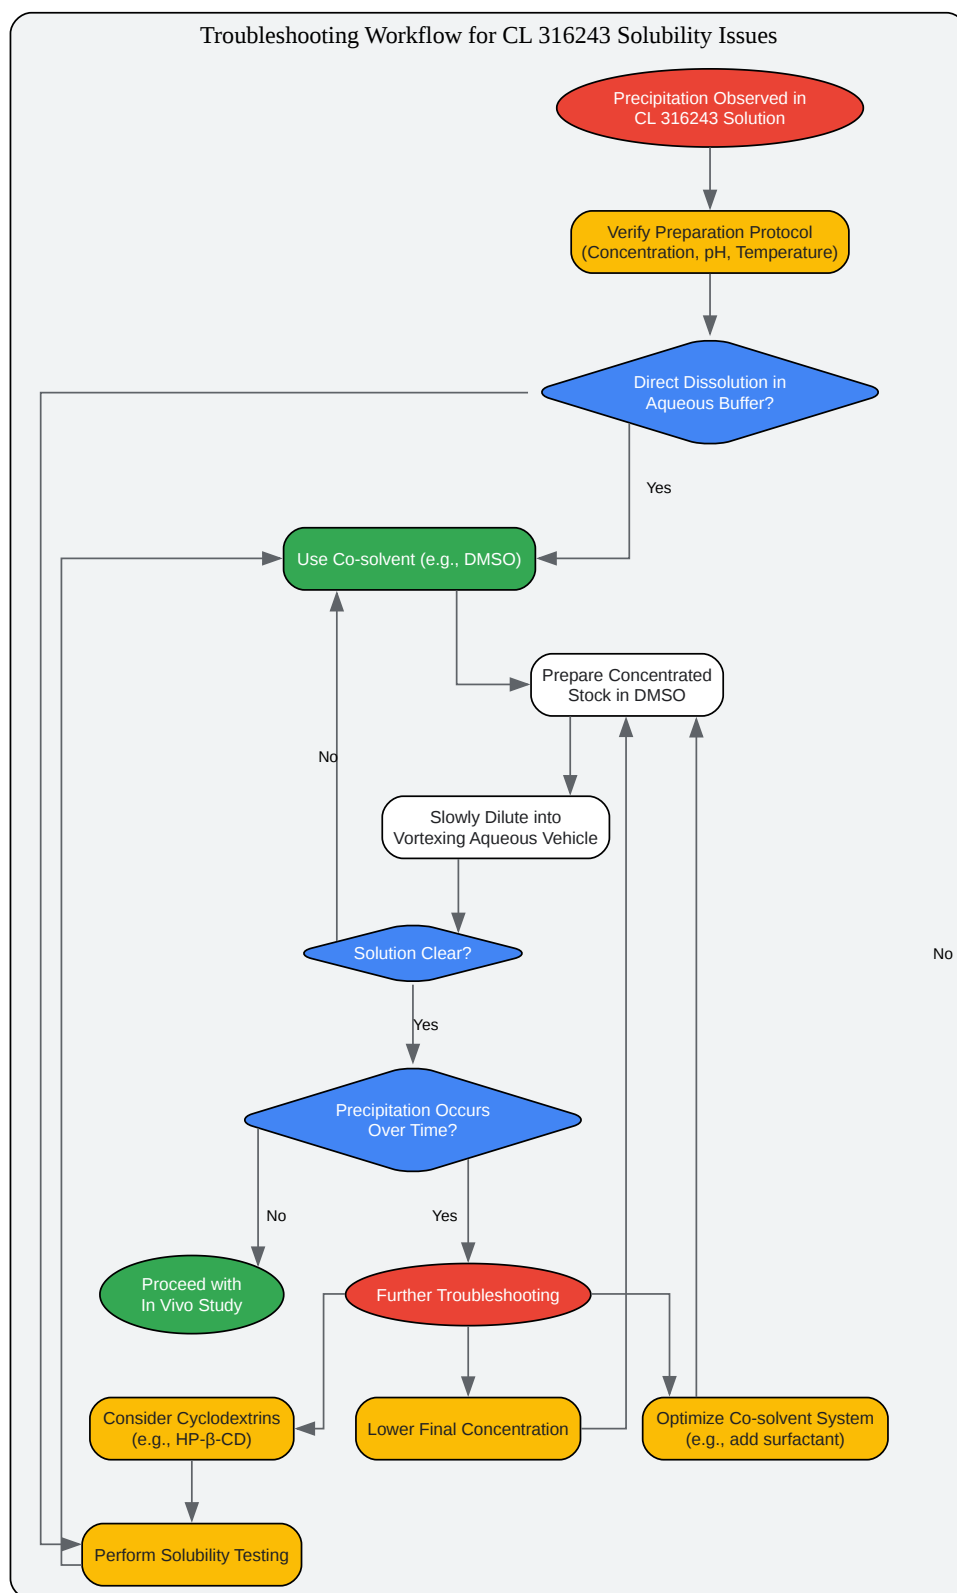 Troubleshooting Workflow for CL 316243 Solubility Issues
Precipitation Observed in
CL 316243 Solution
Verify Preparation Protocol
(Concentration, pH, Temperature)
Direct Dissolution in
Aqueous Buffer?
Yes
Use Co-solvent (e.g., DMSO)
Prepare Concentrated
Stock in DMSO
No
Slowly Dilute into
Vortexing Aqueous Vehicle
Solution Clear?
No
Yes
Precipitation Occurs
Over Time?
No
Yes
Proceed with
In Vivo Study
Further Troubleshooting
Consider Cyclodextrins
(e.g., HP-β-CD)
Lower Final Concentration
Optimize Co-solvent System
(e.g., add surfactant)
Perform Solubility Testing